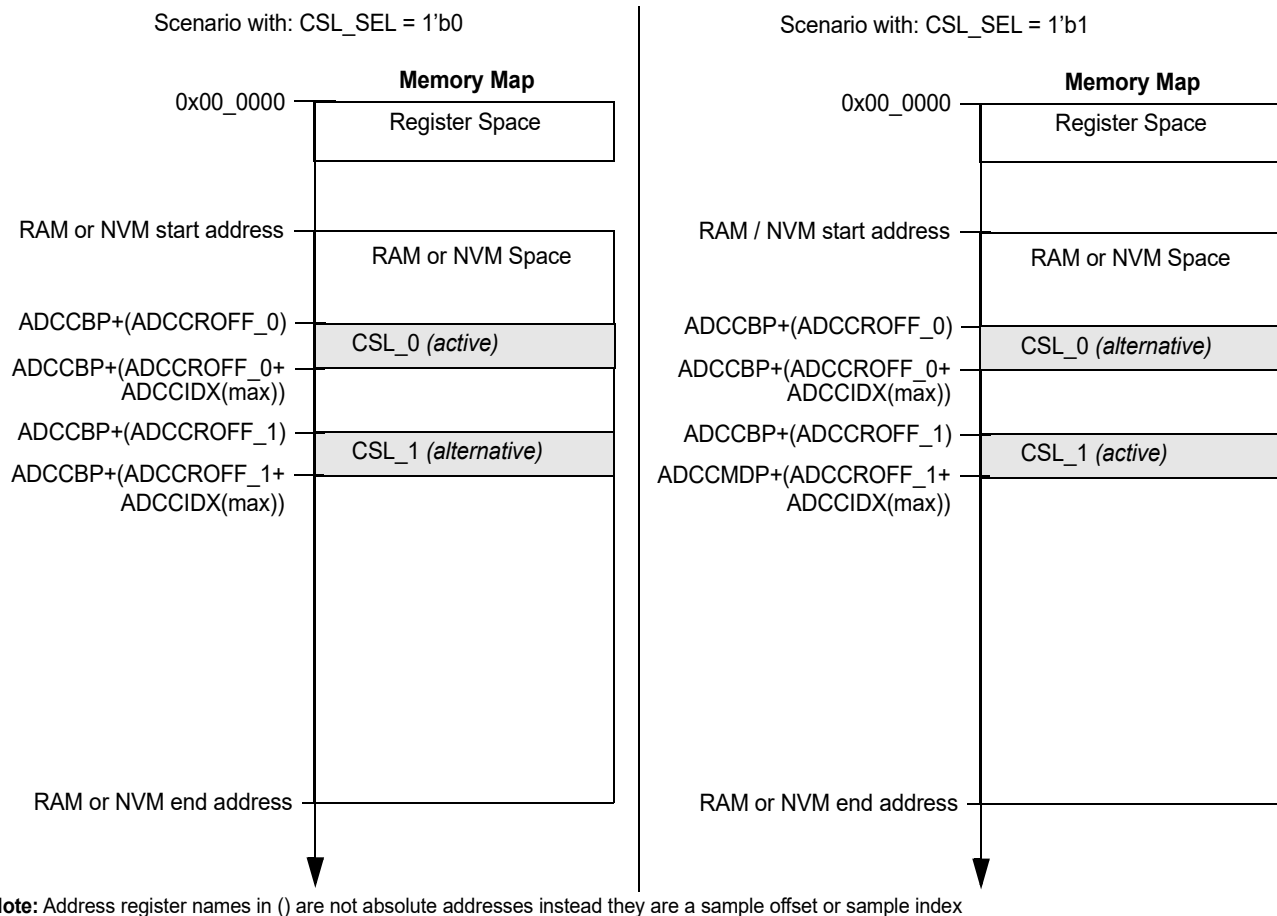 Scenario with: CSL_SEL = 1’b0
Memory Map
0x00_0000
Register Space
RAM or NVM start address
RAM or NVM Space
ADCCBP+(ADCCROFF_0)
CSL_0 (active)
ADCCBP+(ADCCROFF_0+
ADCCIDX(max))
ADCCBP+(ADCCROFF_1)
CSL_1 (alternative)
ADCCBP+(ADCCROFF_1+
ADCCIDX(max))
RAM or NVM end address
Scenario with: CSL_SEL = 1’b1
Memory Map
0x00_0000
Register Space
RAM / NVM start address
RAM or NVM Space
ADCCBP+(ADCCROFF_0)
CSL_0 (alternative)
ADCCBP+(ADCCROFF_0+
ADCCIDX(max))
ADCCBP+(ADCCROFF_1)
CSL_1 (active)
ADCCMDP+(ADCCROFF_1+
ADCCIDX(max))
RAM or NVM end address
ote: Address register names in () are not absolute addresses instead they are a sample offset or sample index